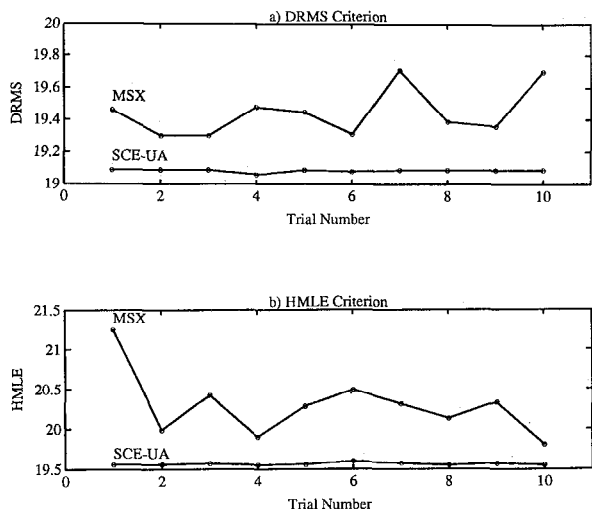 a) DRMS Criterion
20
19.8
19.6
19.4
19.2
19
DRMS
MSX
SCE-UA
0
2
4
6
8
10
Trial Number
b) HMLE Criterion
21.5
21
20.5
20
19.5
HMLE
MSX
SCE-UA
0
2
4
6
8
10
Trial Number